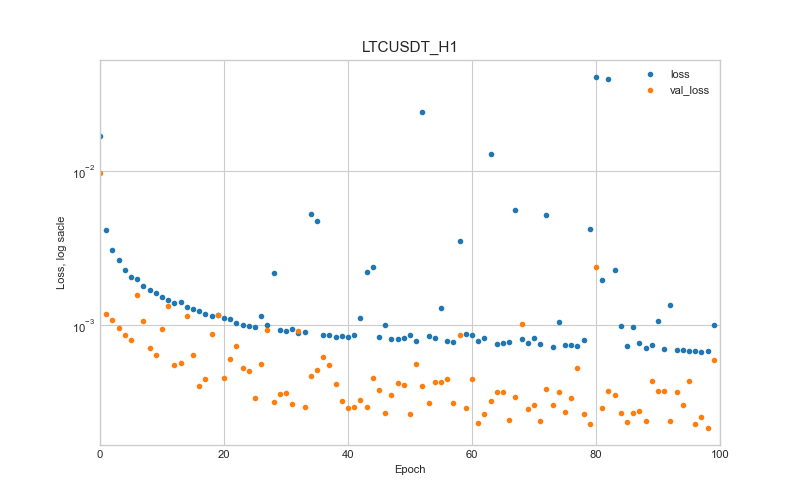 LTCUSDT_H1
loss
val_loss
10⁻²
10⁻³
Loss, log sacle
0 20 40 60 80 100
Epoch